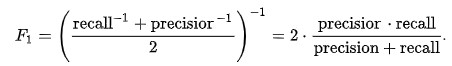 F₁ = ( (recall⁻¹ + precisior⁻¹) / 2 )⁻¹ = 2 · (precisior · recall) / (precision + recall).